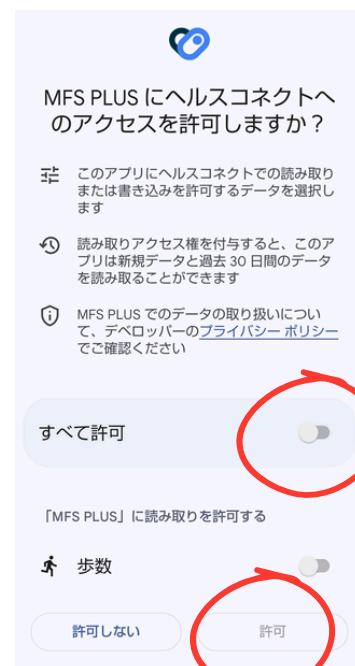 MFS PLUS にヘルスコネクトへ
のアクセスを許可しますか？
このアプリにヘルスコネクトでの読み取り
または書き込みを許可するデータを選択し
ます
読み取りアクセス権を付与すると、このア
プリは新規データと過去 30 日間のデータ
を読み取ることができます
MFS PLUS でのデータの取り扱いについ
て、デベロッパーのプライバシー ポリシー
でご確認ください
すべて許可
「MFS PLUS」に読み取りを許可する
歩数
許可しない
許可